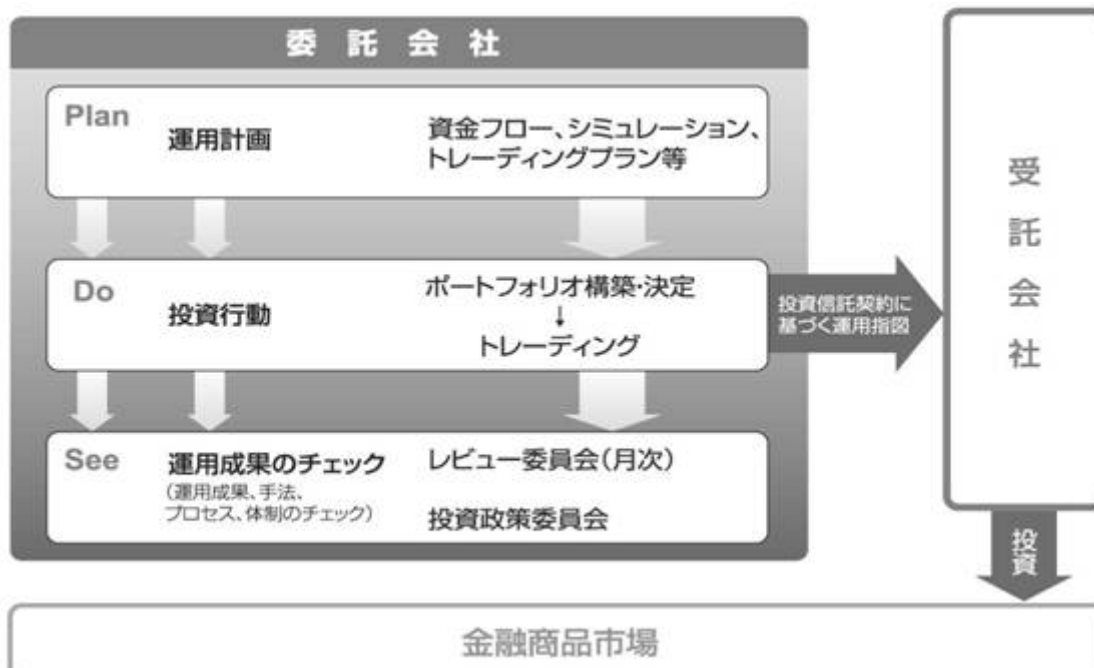 委託会社
Plan
運用計画
資金フロー、シミュレーション、
トレーディングプラン等
Do
投資行動
ポートフォリオ構築・決定
↓
トレーディング
投資信託契約に
基づく運用指図
See
運用成果のチェック
(運用成果、手法、
プロセス、体制のチェック)
レビュー委員会(月次)
投資政策委員会
受託会社
投資
金融商品市場